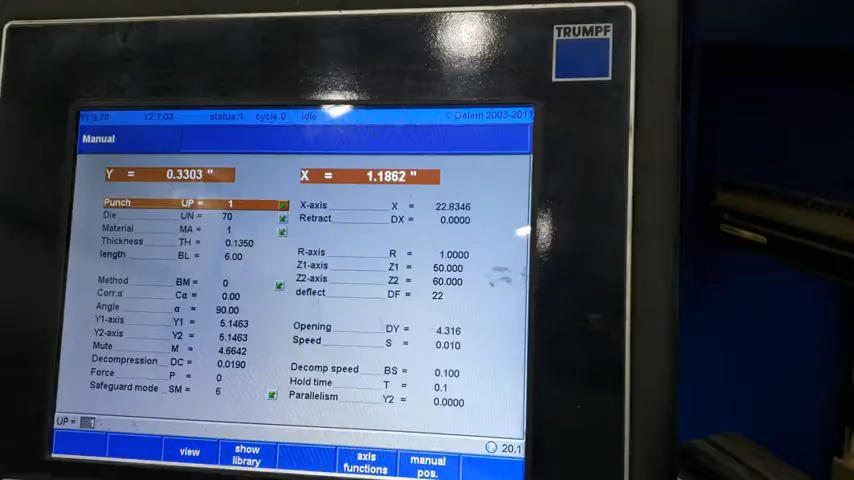 TRUMPF
Y1:9.73 Y2:7.03 status:1 cycle:0 idle © Delem 2003-2011
Manual
Y = 0.3303 " X = 1.1862 "
Punch UP = 1
Die UN = 70
Material MA = 1
Thickness TH = 0.1350
length BL = 6.00
Method BM = 0
Corr.α Cα = 0.00
Angle α = 90.00
Y1-axis Y1 = 5.1463
Y2-axis Y2 = 5.1463
Mute M = 4.6642
Decompression DC = 0.0190
Force P = 0
Safeguard mode SM = 6
X-axis X = 22.8346
Retract DX = 0.0000
R-axis R = 1.0000
Z1-axis Z1 = 50.000
Z2-axis Z2 = 60.000
deflect DF = 22
Opening DY = 4.316
Speed S = 0.010
Decomp speed BS = 0.100
Hold time T = 0.1
Parallelism Y2 = 0.0000
UP = 1
20.1
view show library axis functions manual pos.